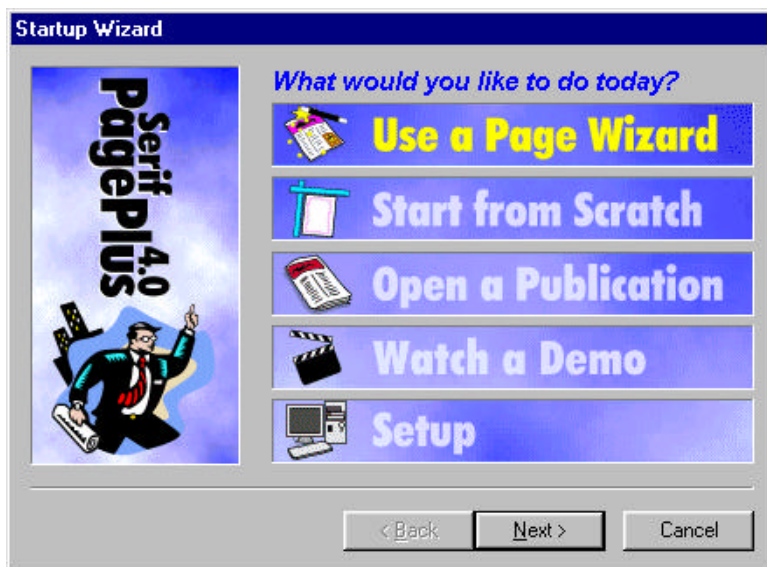 Startup Wizard
Serif
PagePlus
4.0
What would you like to do today?
Use a Page Wizard
Start from Scratch
Open a Publication
Watch a Demo
Setup
< Back
Next >
Cancel